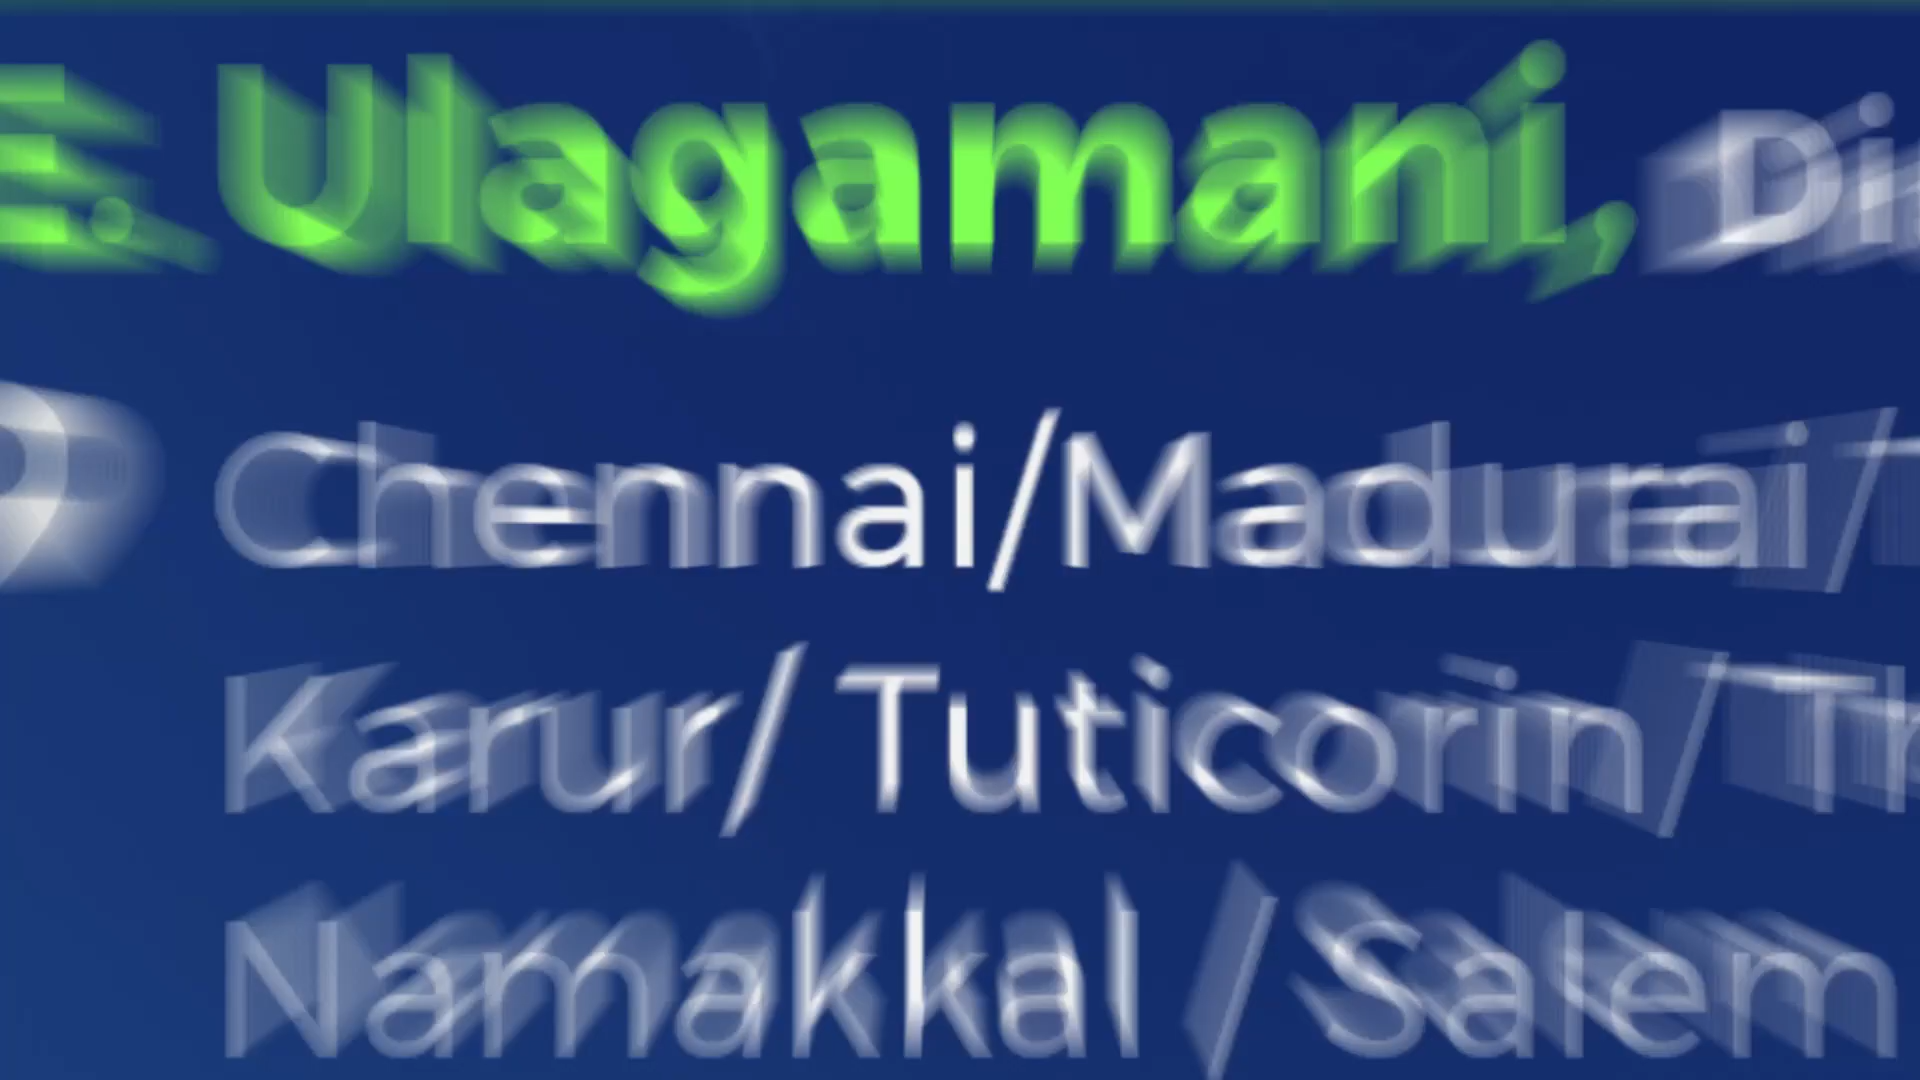 E. Ulagamani,
Chennai/Madurai/
Karur/ Tuticorin/
Namakkal /Salem